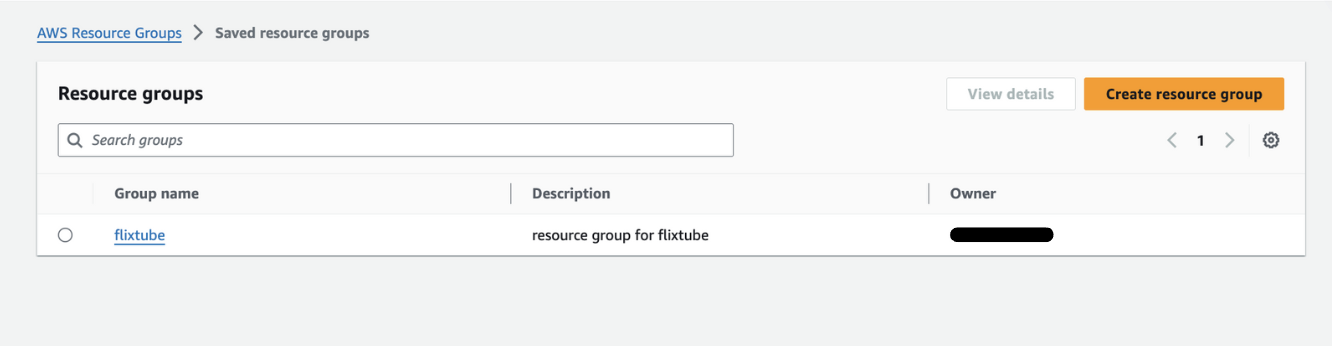 AWS Resource Groups > Saved resource groups
Resource groups
View details
Create resource group
Search groups
1
Group name Description Owner
flixtube resource group for flixtube